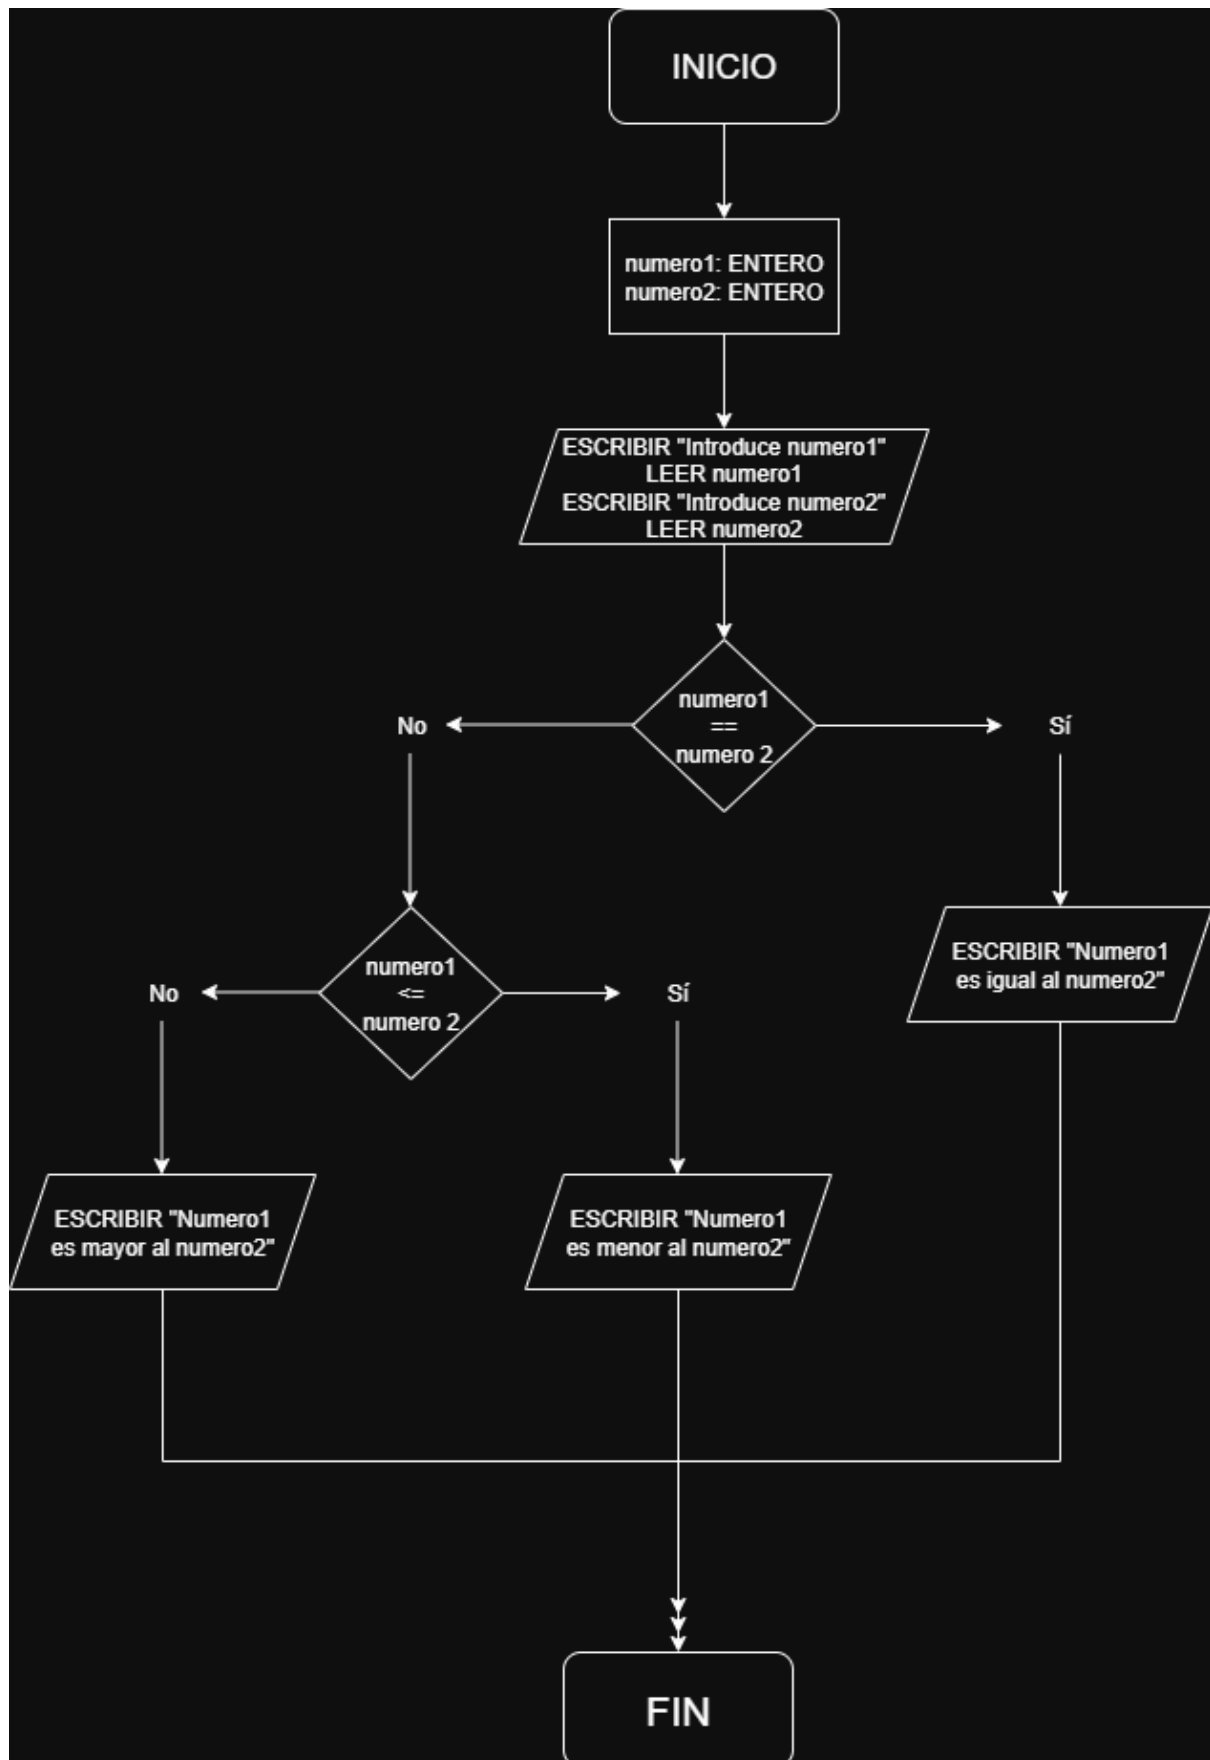 INICIO
numero1: ENTERO
numero2: ENTERO
ESCRIBIR "Introduce numero1"
LEER numero1
ESCRIBIR "Introduce numero2"
LEER numero2
numero1
==
numero 2
No
Sí
numero1
<=
numero 2
No
Sí
ESCRIBIR "Numero1
es igual al numero2"
ESCRIBIR "Numero1
es mayor al numero2"
ESCRIBIR "Numero1
es menor al numero2"
FIN